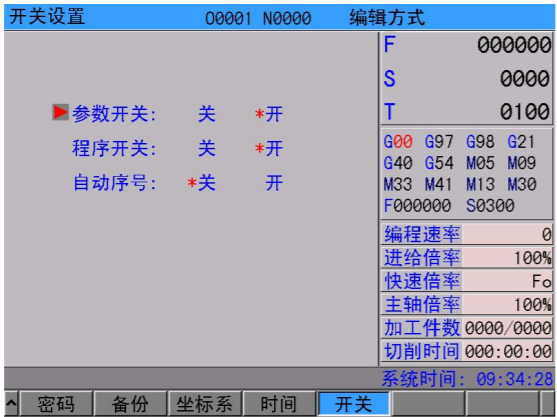 开关设置 O0001 N0000 编辑方式
F 000000
S 0000
T 0100
参数开关: 关 *开
程序开关: 关 *开
自动序号: *关 开
G00 G97 G98 G21
G40 G54 M05 M09
M33 M41 M13 M30
F000000 S0300
编程速率 0
进给倍率 100%
快速倍率 Fo
主轴倍率 100%
加工件数 0000/0000
切削时间 000:00:00
系统时间: 09:34:28
^ 密码 备份 坐标系 时间 开关